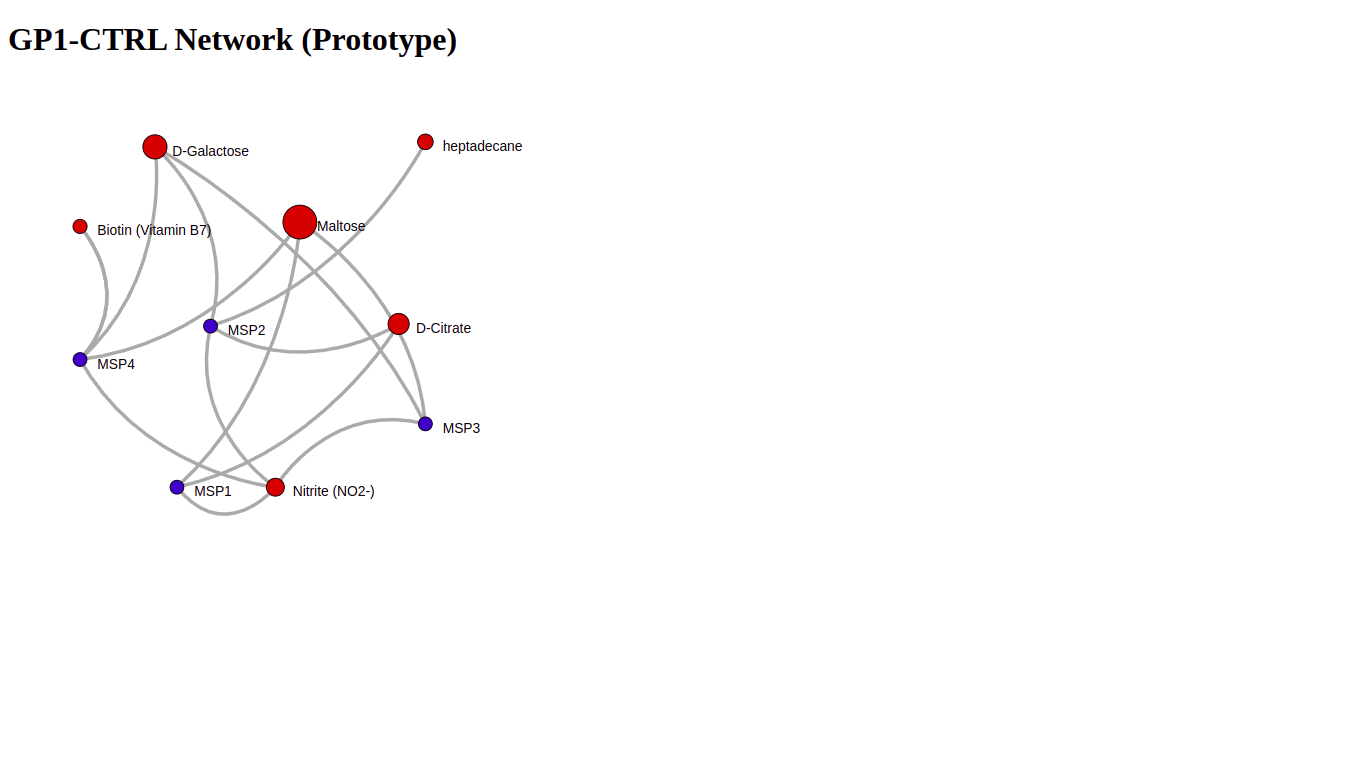 GP1-CTRL Network (Prototype)
D-Galactose
heptadecane
Biotin (Vitamin B7)
Maltose
MSP2
D-Citrate
MSP4
MSP3
MSP1
Nitrite (NO2-)